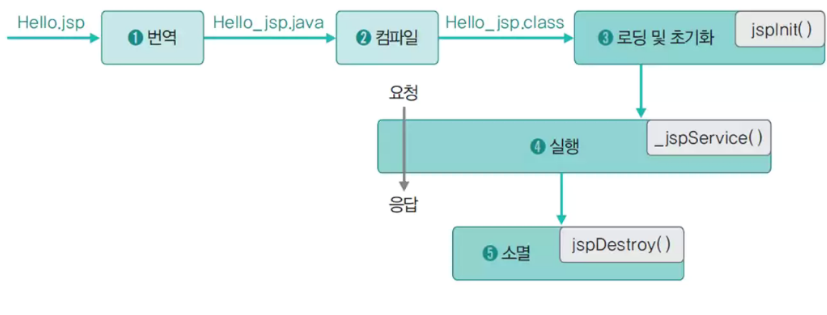 Hello.jsp
❶ 번역
Hello_jsp.java
❷ 컴파일
Hello_jsp.class
❸ 로딩 및 초기화
jspInit( )
요청
❹ 실행
_jspService( )
응답
❺ 소멸
jspDestroy( )